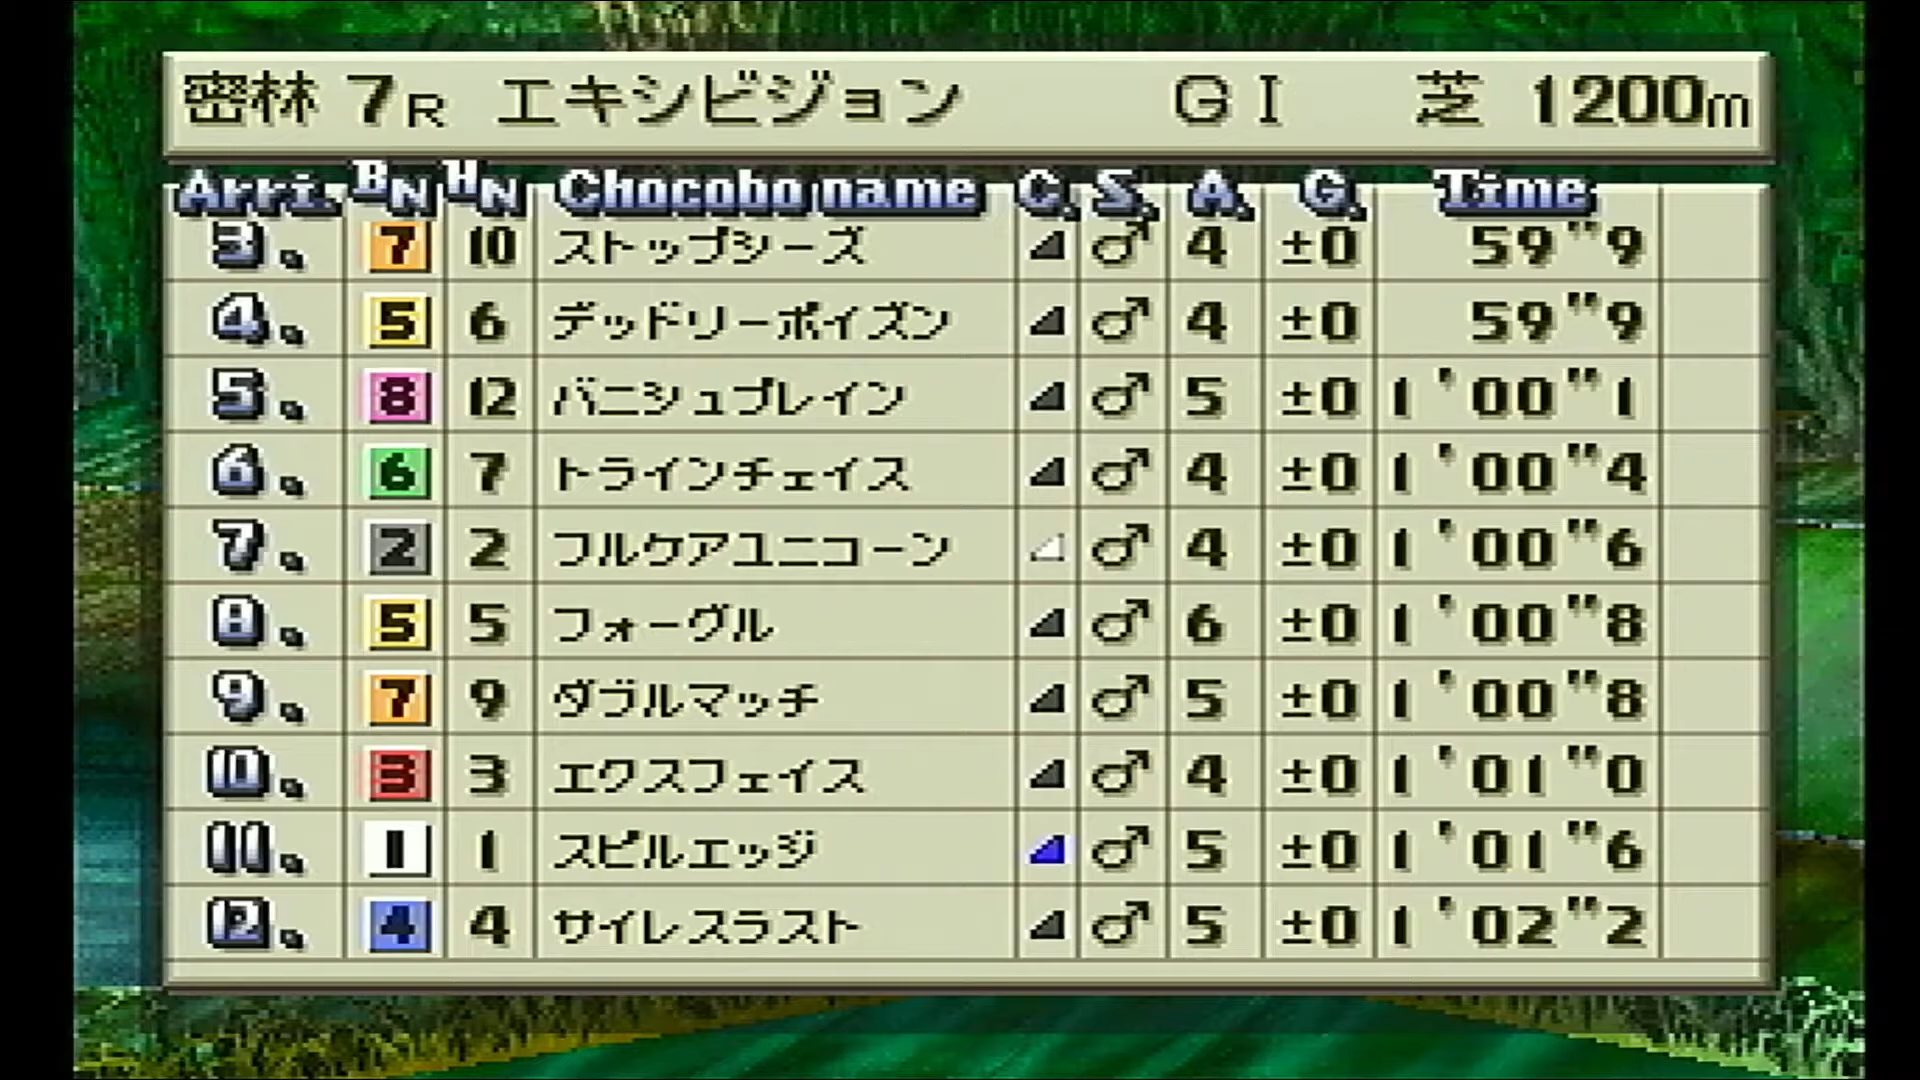 密林 7R エキシビジョン GI 芝 1200m
Arri. BN HN Chocobo name C. S. A. G. Time
3. 7 10 ストップシーズ ♂ 4 ±0 59"9
4. 5 6 デッドリーポイズン ♂ 4 ±0 59"9
5. 8 12 バニシュブレイン ♂ 5 ±0 1'00"1
6. 6 7 トラインチェイス ♂ 4 ±0 1'00"4
7. 2 2 フルケアユニコーン ♂ 4 ±0 1'00"6
8. 5 5 フォーグル ♂ 6 ±0 1'00"8
9. 7 9 ダブルマッチ ♂ 5 ±0 1'00"8
10. 3 3 エクスフェイス ♂ 4 ±0 1'01"0
11. 1 1 スピルエッジ ♂ 5 ±0 1'01"6
12. 4 4 サイレスラスト ♂ 5 ±0 1'02"2